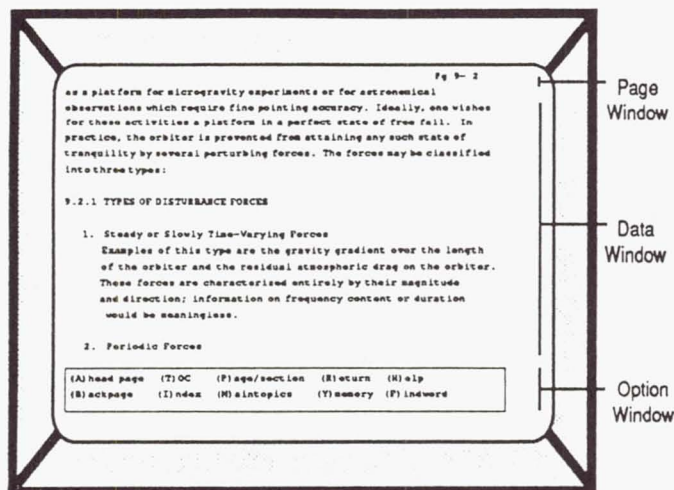 Pg 9- 2
as a platform for microgravity experiments or for astronomical
observations which require fine pointing accuracy. Ideally, one wishes
for these activities a platform in a perfect state of free fall. In
practice, the orbiter is prevented from attaining any such state of
tranquility by several perturbing forces. The forces may be classified
into three types:
9.2.1 TYPES OF DISTURBANCE FORCES
1. Steady or Slowly Time-Varying Forces
Examples of this type are the gravity gradient over the length
of the orbiter and the residual atmospheric drag on the orbiter.
These forces are characterized entirely by their magnitude
and direction; information on frequency content or duration
would be meaningless.
2. Periodic Forces
(A)head page (T)OC (P)age/section (R)eturn (H)elp
(B)ackpage (I)ndex (M)aintopics (Y)memory (F)indword
Page
Window
Data
Window
Option
Window